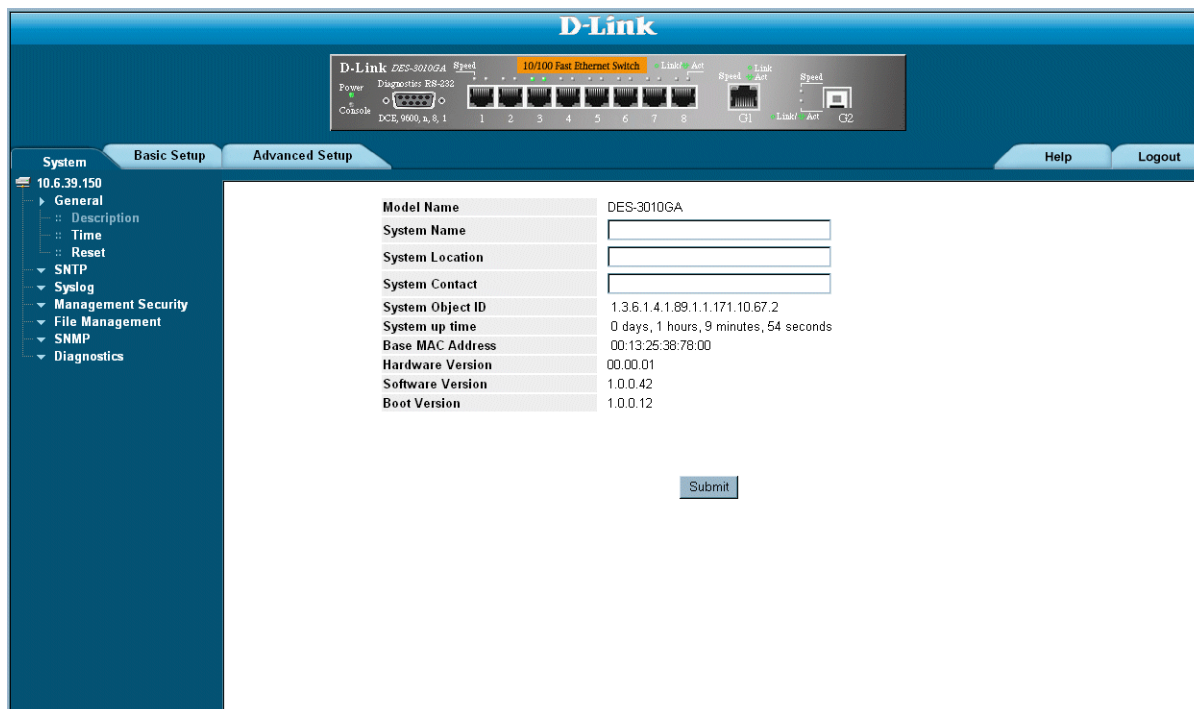 D-Link
D-Link DES-3010GA Speed 10/100 Fast Ethernet Switch Link/ Act
Power Diagnostics RS-232
Console
DCE, 9600, n, 8, 1
1 2 3 4 5 6 7 8
Speed Link Act
G1
Speed
Link/ Act G2
System Basic Setup Advanced Setup Help Logout
10.6.39.150
General
Description
Time
Reset
SNTP
Syslog
Management Security
File Management
SNMP
Diagnostics
Model Name DES-3010GA
System Name
System Location
System Contact
System Object ID 1.3.6.1.4.1.89.1.1.171.10.67.2
System up time 0 days, 1 hours, 9 minutes, 54 seconds
Base MAC Address 00:13:25:38:78:00
Hardware Version 00.00.01
Software Version 1.0.0.42
Boot Version 1.0.0.12
Submit